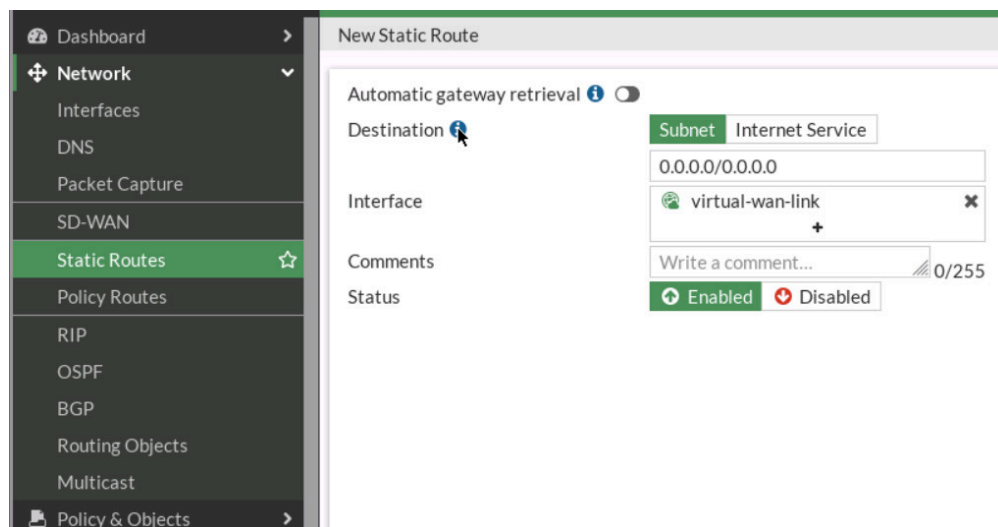 Dashboard
Network
Interfaces
DNS
Packet Capture
SD-WAN
Static Routes
Policy Routes
RIP
OSPF
BGP
Routing Objects
Multicast
Policy & Objects
New Static Route
Automatic gateway retrieval
Destination
Subnet Internet Service
0.0.0.0/0.0.0.0
Interface
virtual-wan-link
+
Comments
Write a comment...
0/255
Status
Enabled Disabled